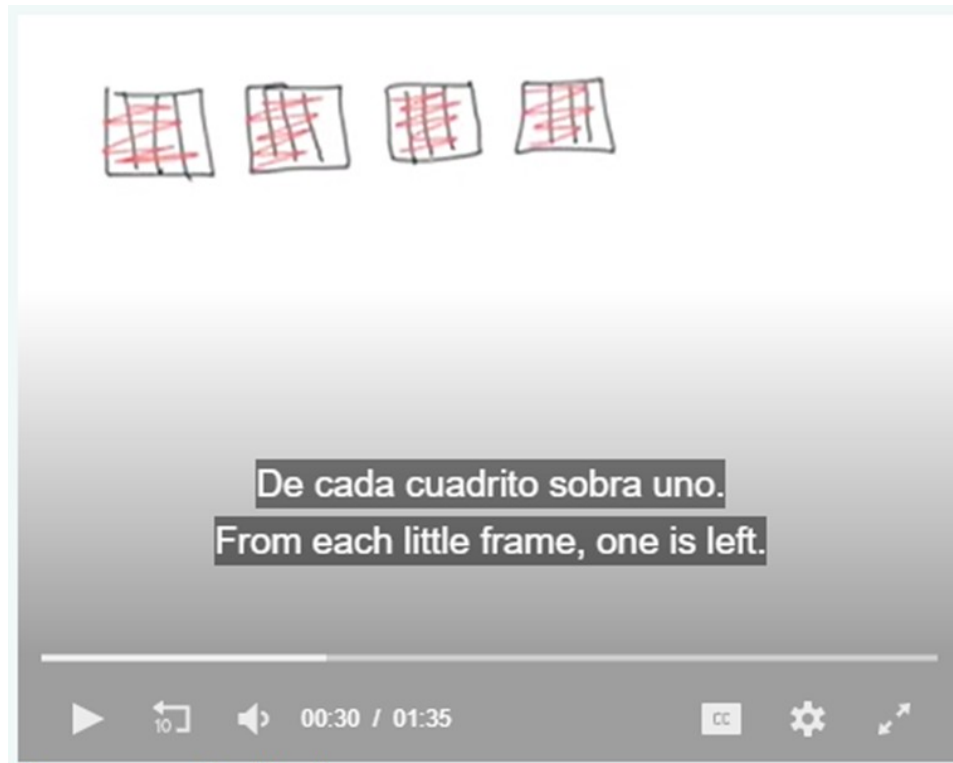 De cada cuadrito sobra uno.
From each little frame, one is left.
10
00:30 / 01:35
CC